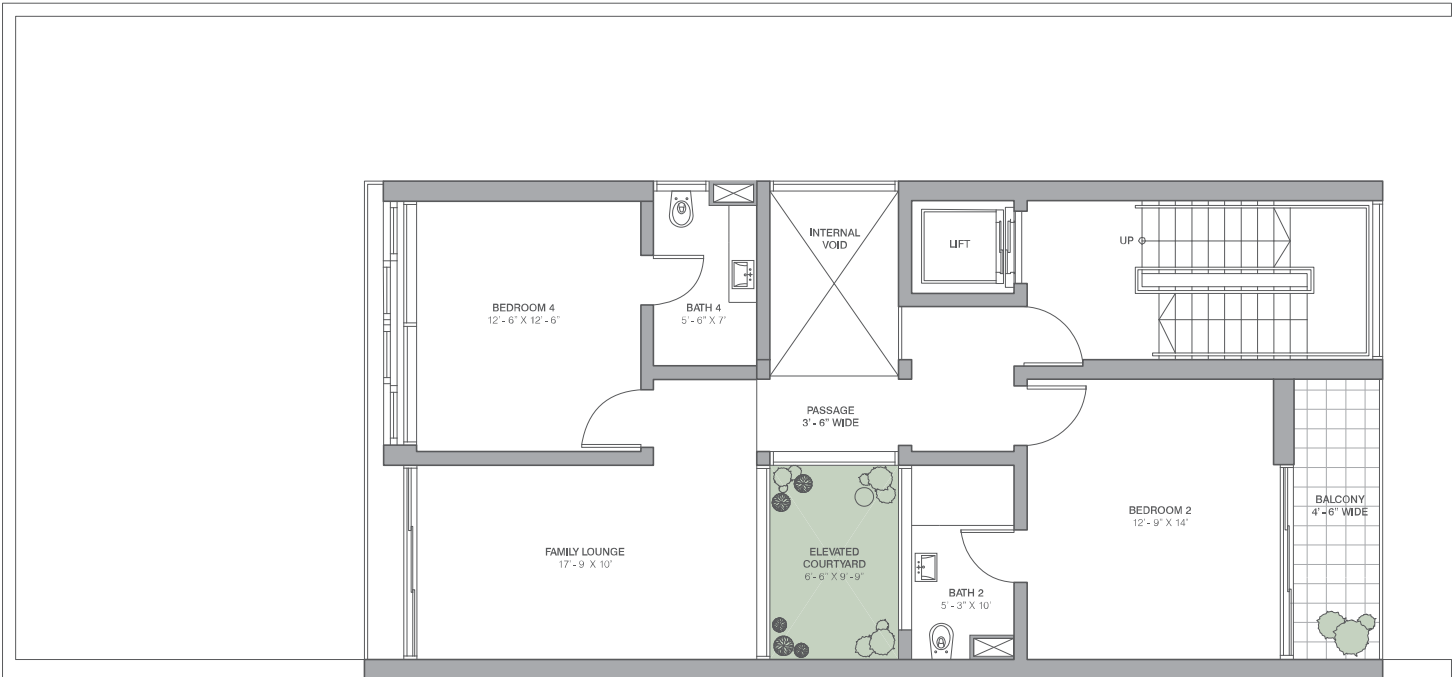 INTERNAL
VOID
LIFT
UP
BEDROOM 4
12' - 6" X 12' - 6"
BATH 4
5' - 6" X 7'
PASSAGE
3' - 6" WIDE
BALCONY
4' - 6" WIDE
BEDROOM 2
12' - 9" X 14'
FAMILY LOUNGE
17' - 9 X 10'
ELEVATED
COURTYARD
6' - 6" X 9' - 9"
BATH 2
5' - 3" X 10'